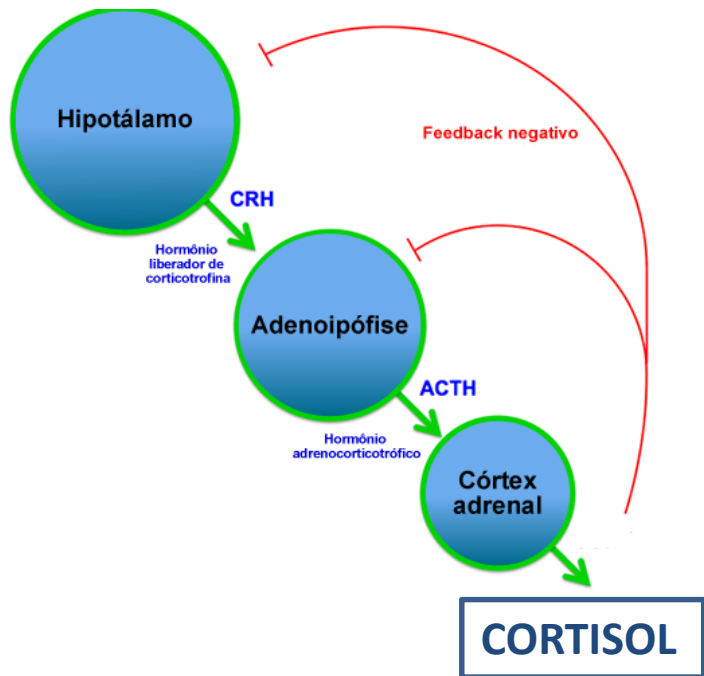 Hipotálamo
Feedback negativo
CRH
Hormônio
liberador de
corticotrofina
Adenoipófise
ACTH
Hormônio
adrenocorticotrófico
Córtex
adrenal
CORTISOL